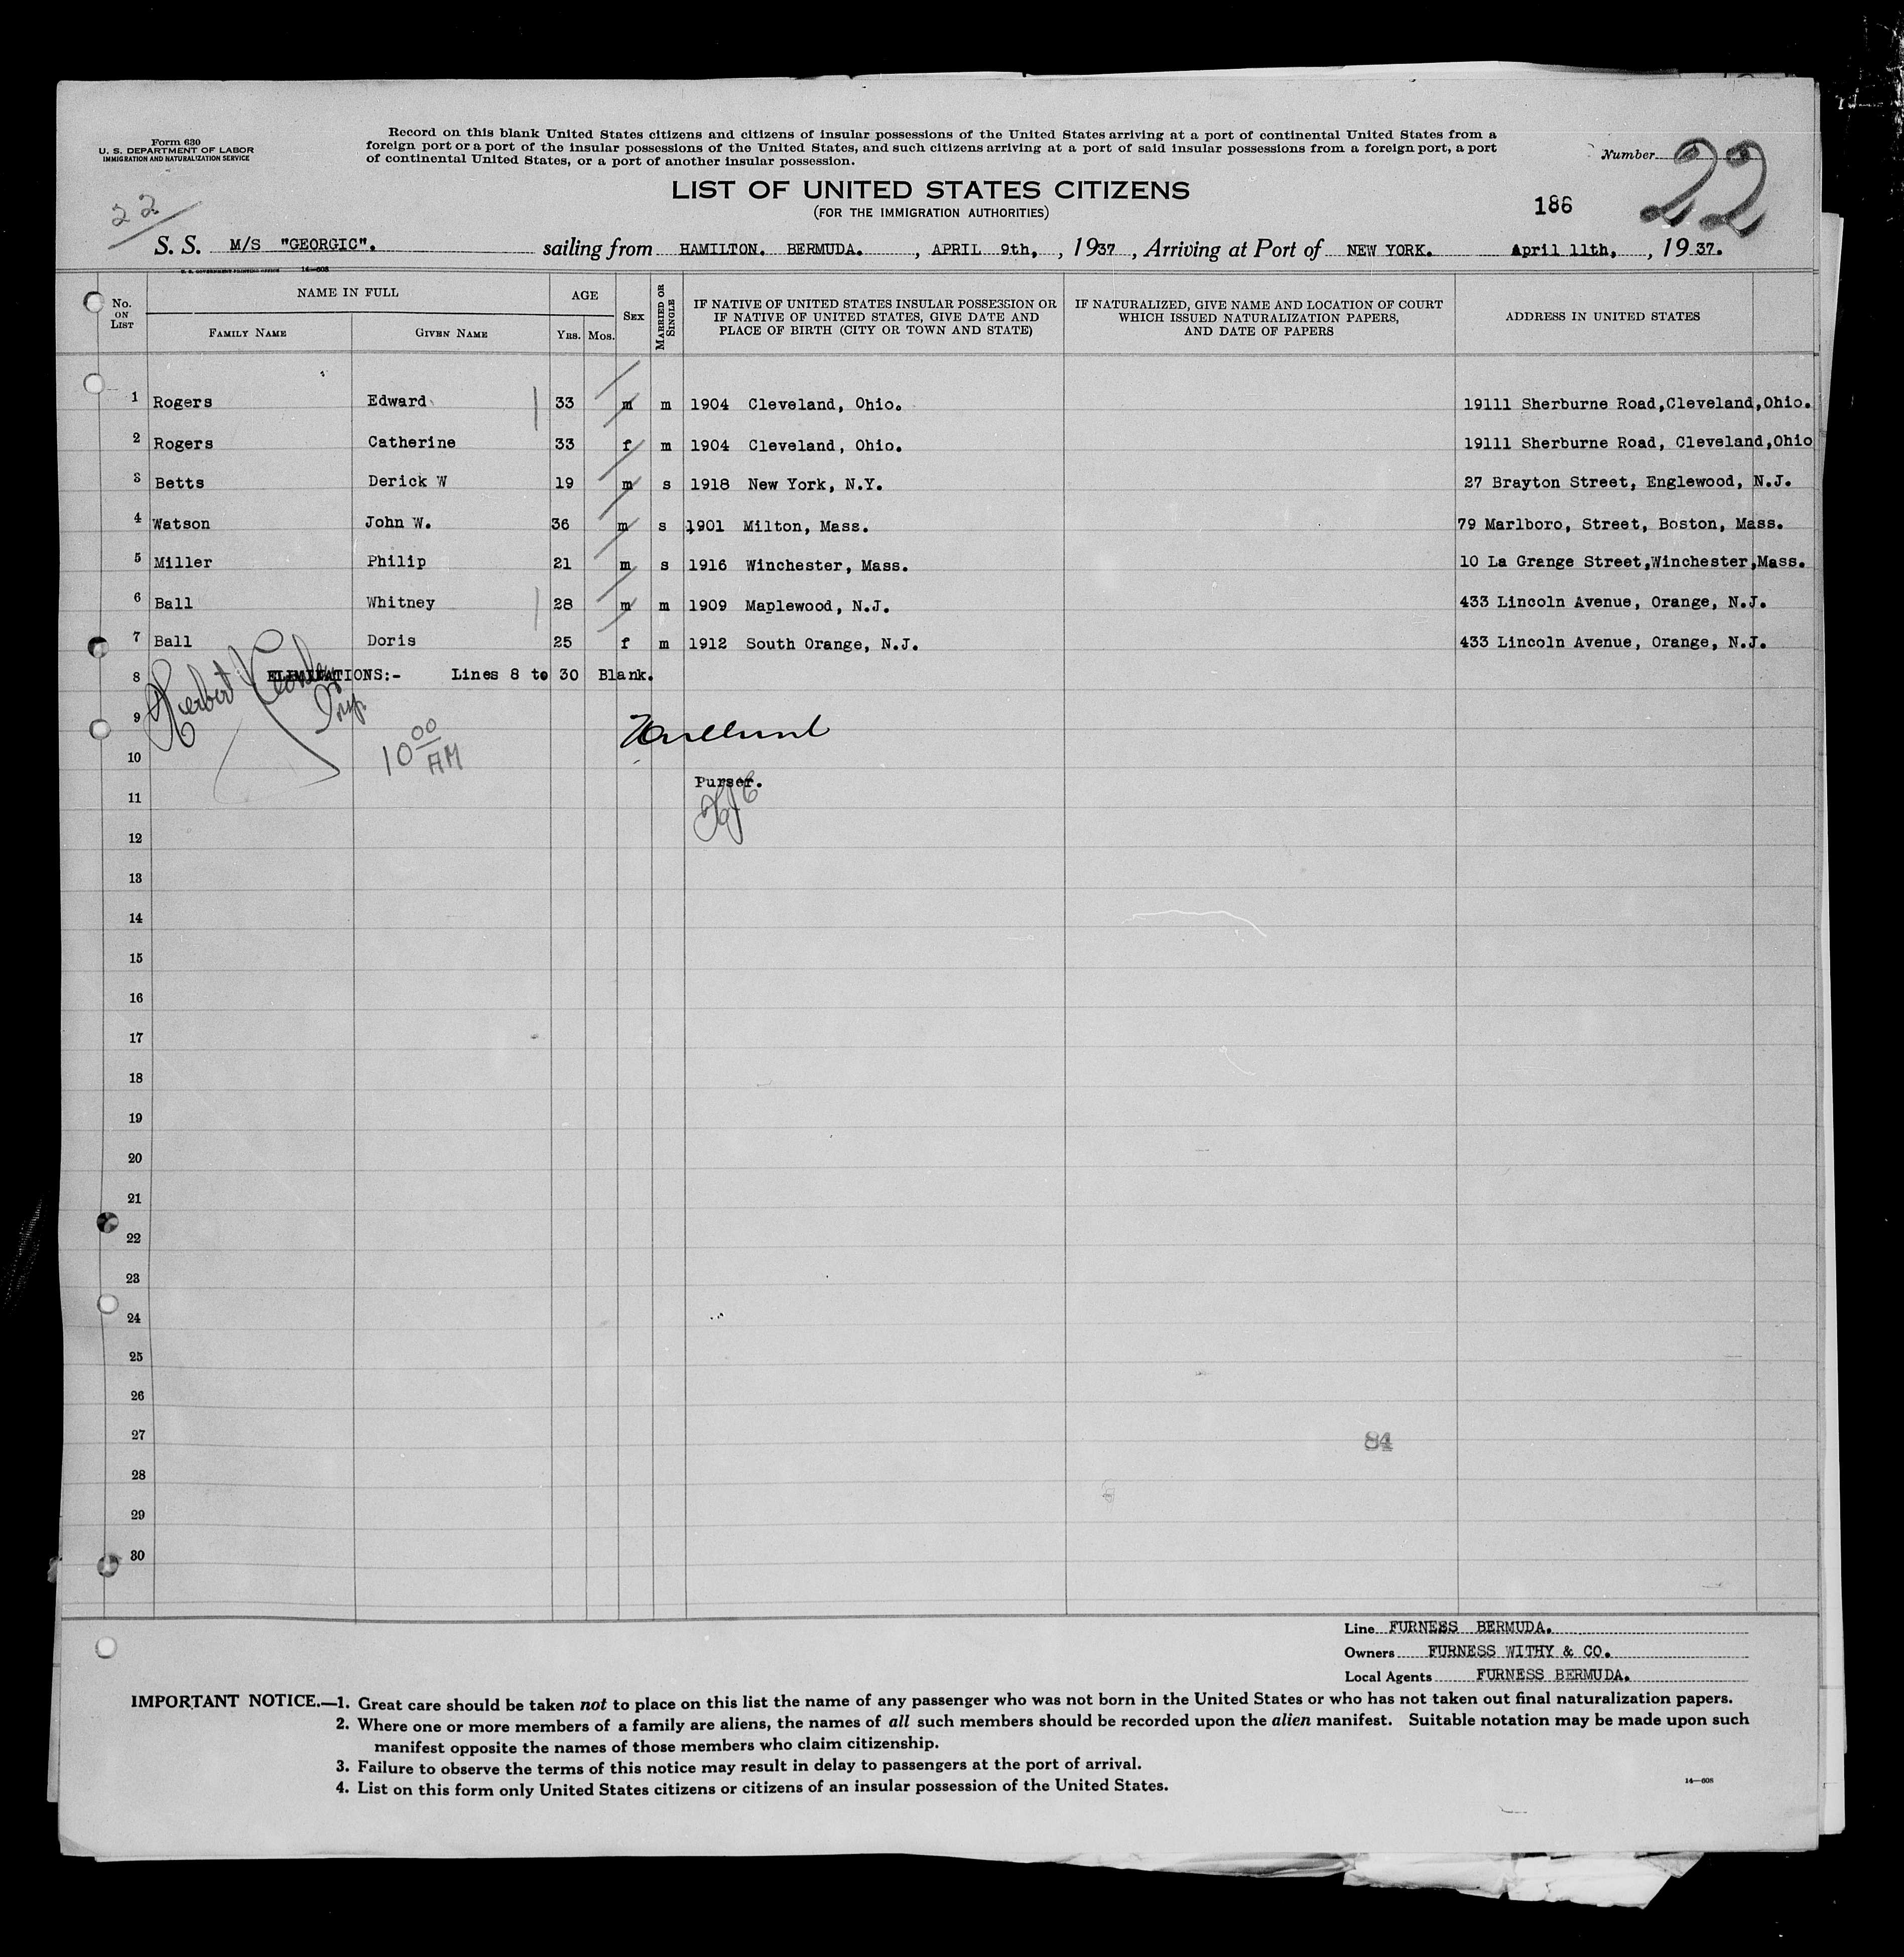 Form 630
U. S. DEPARTMENT OF LABOR
IMMIGRATION AND NATURALIZATION SERVICE
Record on this blank United States citizens and citizens of insular possessions of the United States arriving at a port of continental United States from a
foreign port or a port of the insular possessions of the United States, and such citizens arriving at a port of said insular possessions from a foreign port, a port
of continental United States, or a port of another insular possession.
Number 22
LIST OF UNITED STATES CITIZENS
(FOR THE IMMIGRATION AUTHORITIES)
186
22
S. S. M/S "GEORGIC". sailing from HAMILTON. BERMUDA. , APRIL 9th, , 1937 , Arriving at Port of NEW YORK. April 11th, , 1937.
U. S. GOVERNMENT PRINTING OFFICE 14—608
No. ON LIST
NAME IN FULL
FAMILY NAME GIVEN NAME
AGE
YRS. MOS.
SEX
MARRIED OR SINGLE
IF NATIVE OF UNITED STATES INSULAR POSSESSION OR
IF NATIVE OF UNITED STATES, GIVE DATE AND
PLACE OF BIRTH (CITY OR TOWN AND STATE)
IF NATURALIZED, GIVE NAME AND LOCATION OF COURT
WHICH ISSUED NATURALIZATION PAPERS,
AND DATE OF PAPERS
ADDRESS IN UNITED STATES
1 Rogers Edward 33 m m 1904 Cleveland, Ohio. 19111 Sherburne Road,Cleveland,Ohio.
2 Rogers Catherine 33 f m 1904 Cleveland, Ohio. 19111 Sherburne Road, Cleveland,Ohio
3 Betts Derick W 19 m s 1918 New York, N.Y. 27 Brayton Street, Englewood, N.J.
4 Watson John W. 36 m s 1901 Milton, Mass. 79 Marlboro, Street, Boston, Mass.
5 Miller Philip 21 m s 1916 Winchester, Mass. 10 La Grange Street,Winchester,Mass.
6 Ball Whitney 28 m m 1909 Maplewood, N.J. 433 Lincoln Avenue, Orange, N.J.
7 Ball Doris 25 f m 1912 South Orange, N.J. 433 Lincoln Avenue, Orange, N.J.
8 Lines 8 to 30 Blank.
Herbert
9
10 10 00 AM
Purser.
11
12
13
14
15
16
17
18
19
20
21
22
23
24
25
26
27
84
28
29
30
Line FURNESS BERMUDA.
Owners FURNESS WITHY & CO.
Local Agents FURNESS BERMUDA.
IMPORTANT NOTICE.—1. Great care should be taken not to place on this list the name of any passenger who was not born in the United States or who has not taken out final naturalization papers.
2. Where one or more members of a family are aliens, the names of all such members should be recorded upon the alien manifest. Suitable notation may be made upon such
manifest opposite the names of those members who claim citizenship.
3. Failure to observe the terms of this notice may result in delay to passengers at the port of arrival.
4. List on this form only United States citizens or citizens of an insular possession of the United States.
14—608